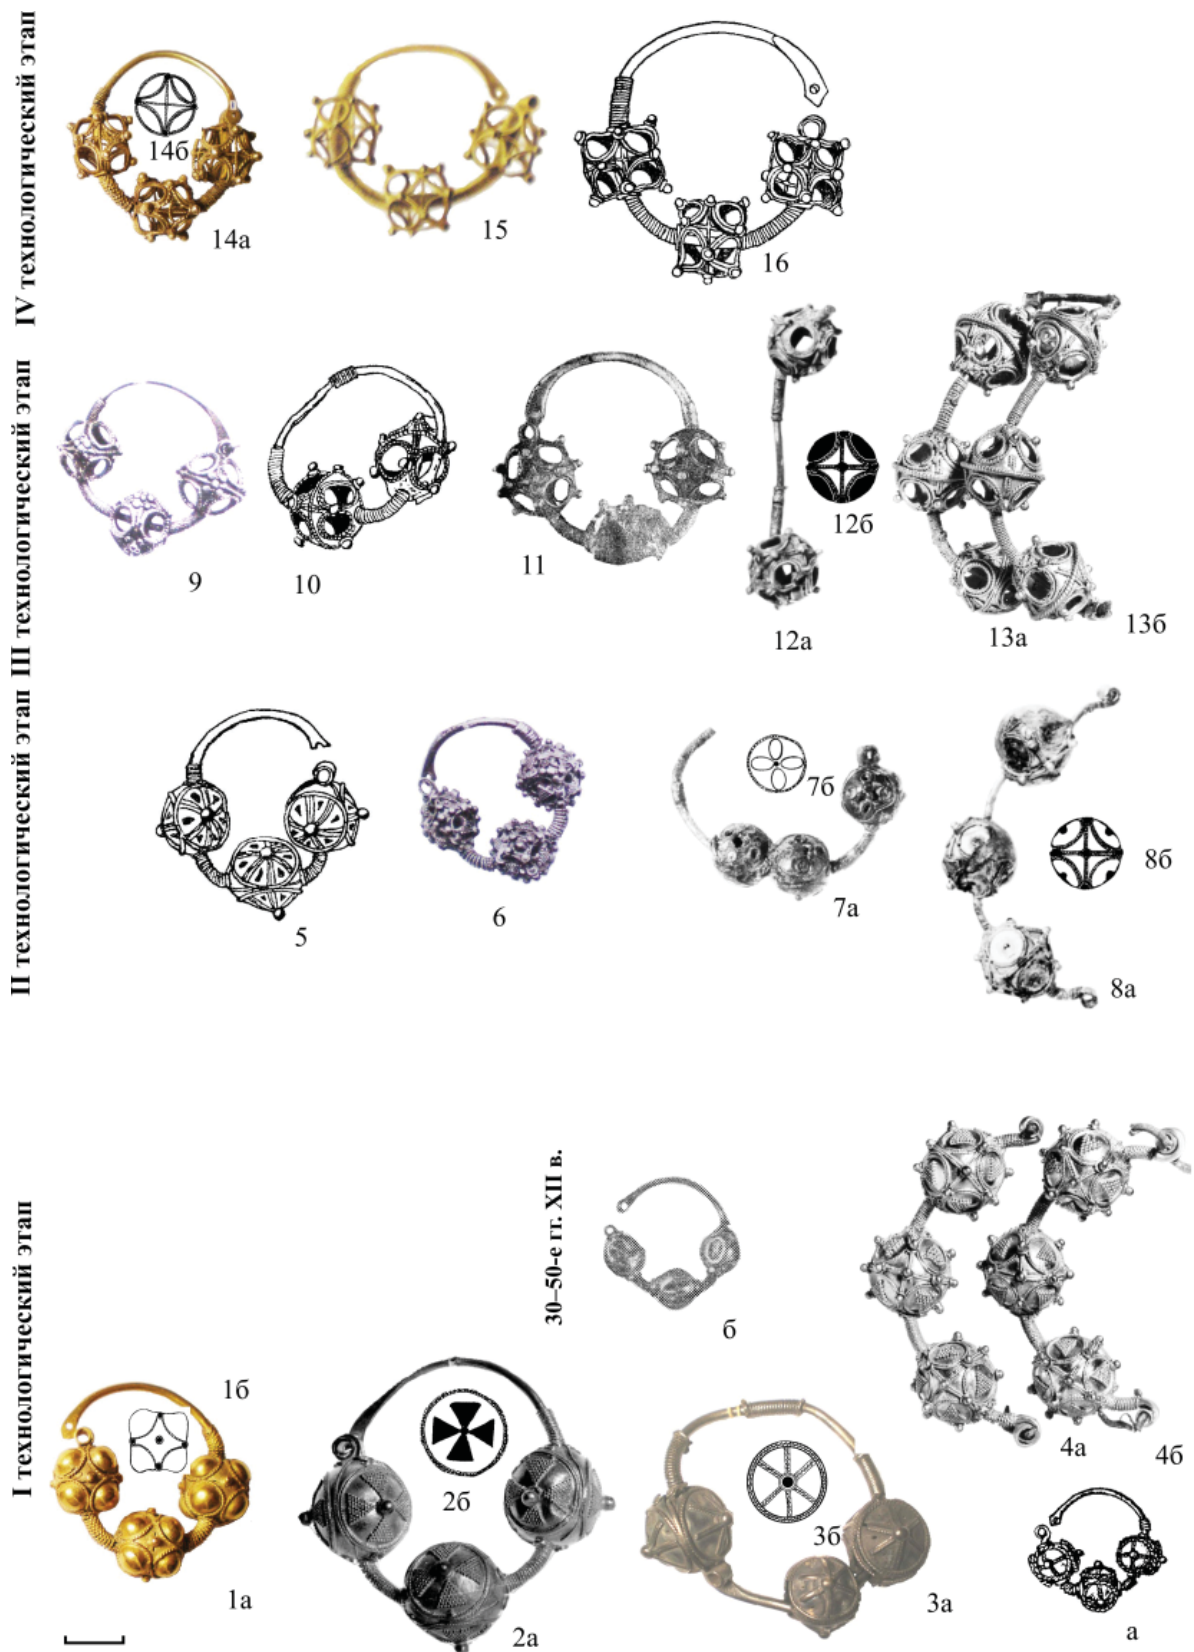 IV технологический этап
14б
14а
15
16
III технологический этап
9
10
11
12б
12а
13а
13б
II технологический этап
5
6
7б
7а
8б
8а
I технологический этап
30–50-е гг. XII в.
б
1б
1а
2б
2а
3б
3а
4а
4б
а